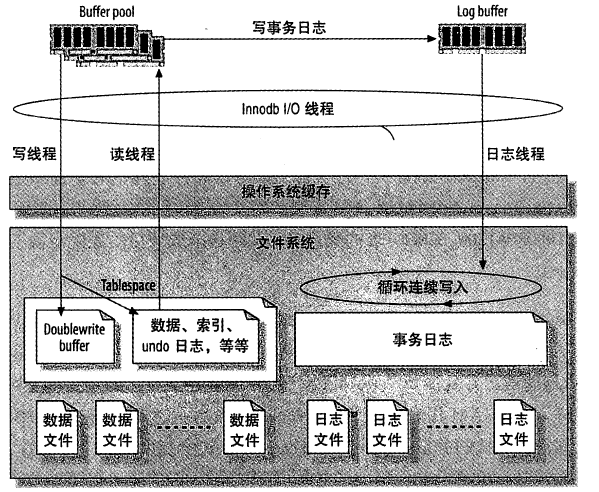 Buffer pool
写事务日志
Log buffer
Innodb I/O 线程
写线程
读线程
日志线程
操作系统缓存
文件系统
Tablespace
循环连续写入
Doublewrite
buffer
数据、索引、
undo 日志，等等
事务日志
数据
文件
数据
文件
数据
文件
日志
文件
日志
文件
日志
文件